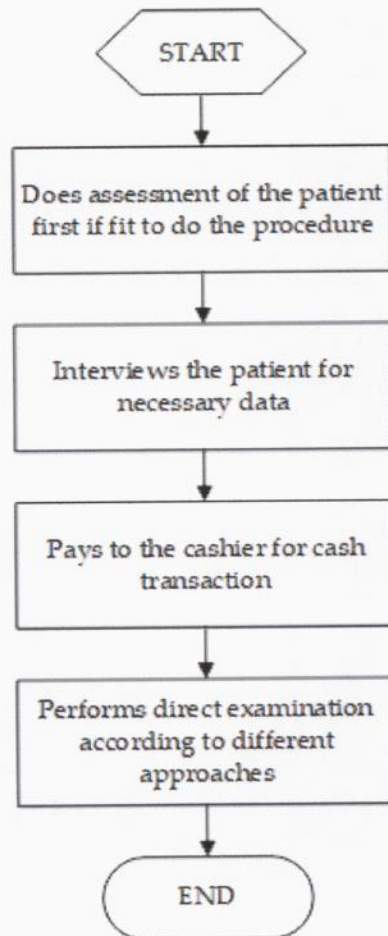 START
Does assessment of the patient
first if fit to do the procedure
Interviews the patient for
necessary data
Pays to the cashier for cash
transaction
Performs direct examination
according to different
approaches
END